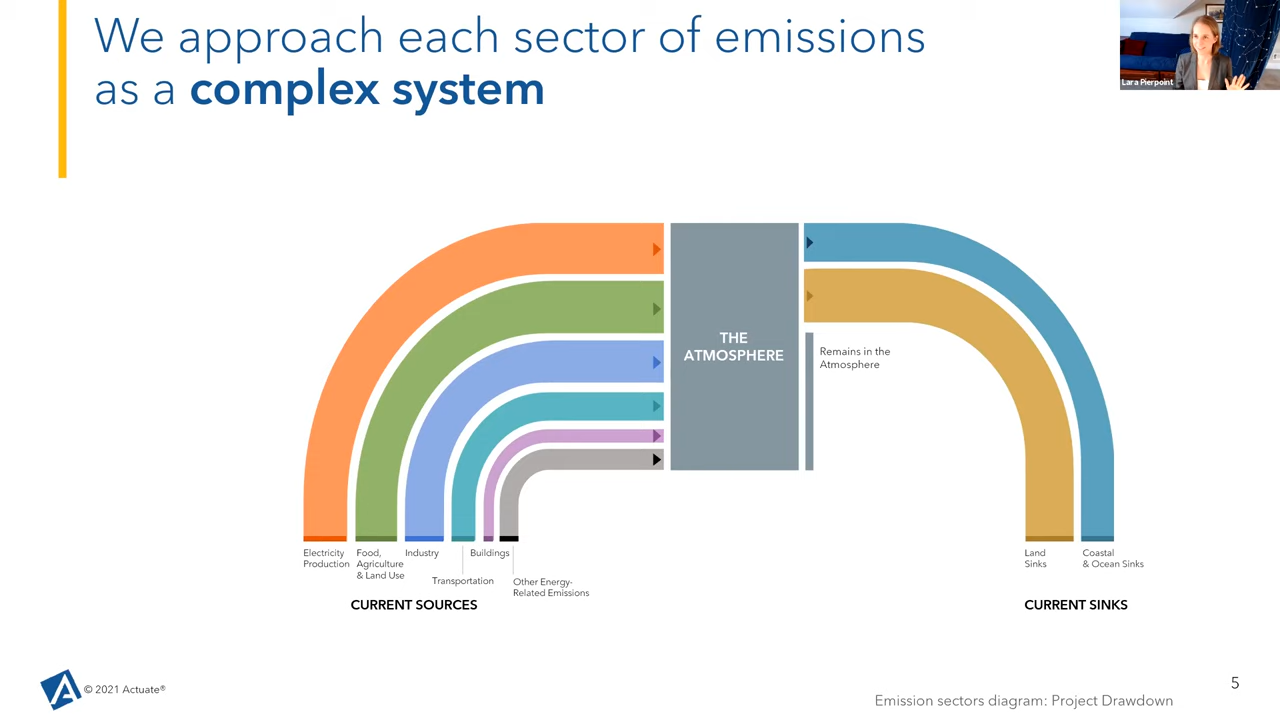 We approach each sector of emissions
as a complex system
Lara Pierpoint
THE
ATMOSPHERE
Remains in the
Atmosphere
Electricity
Production
Food,
Agriculture
& Land Use
Industry
Transportation
Buildings
Other Energy-
Related Emissions
CURRENT SOURCES
Land
Sinks
Coastal
& Ocean Sinks
CURRENT SINKS
© 2021 Actuate®
Emission sectors diagram: Project Drawdown
5